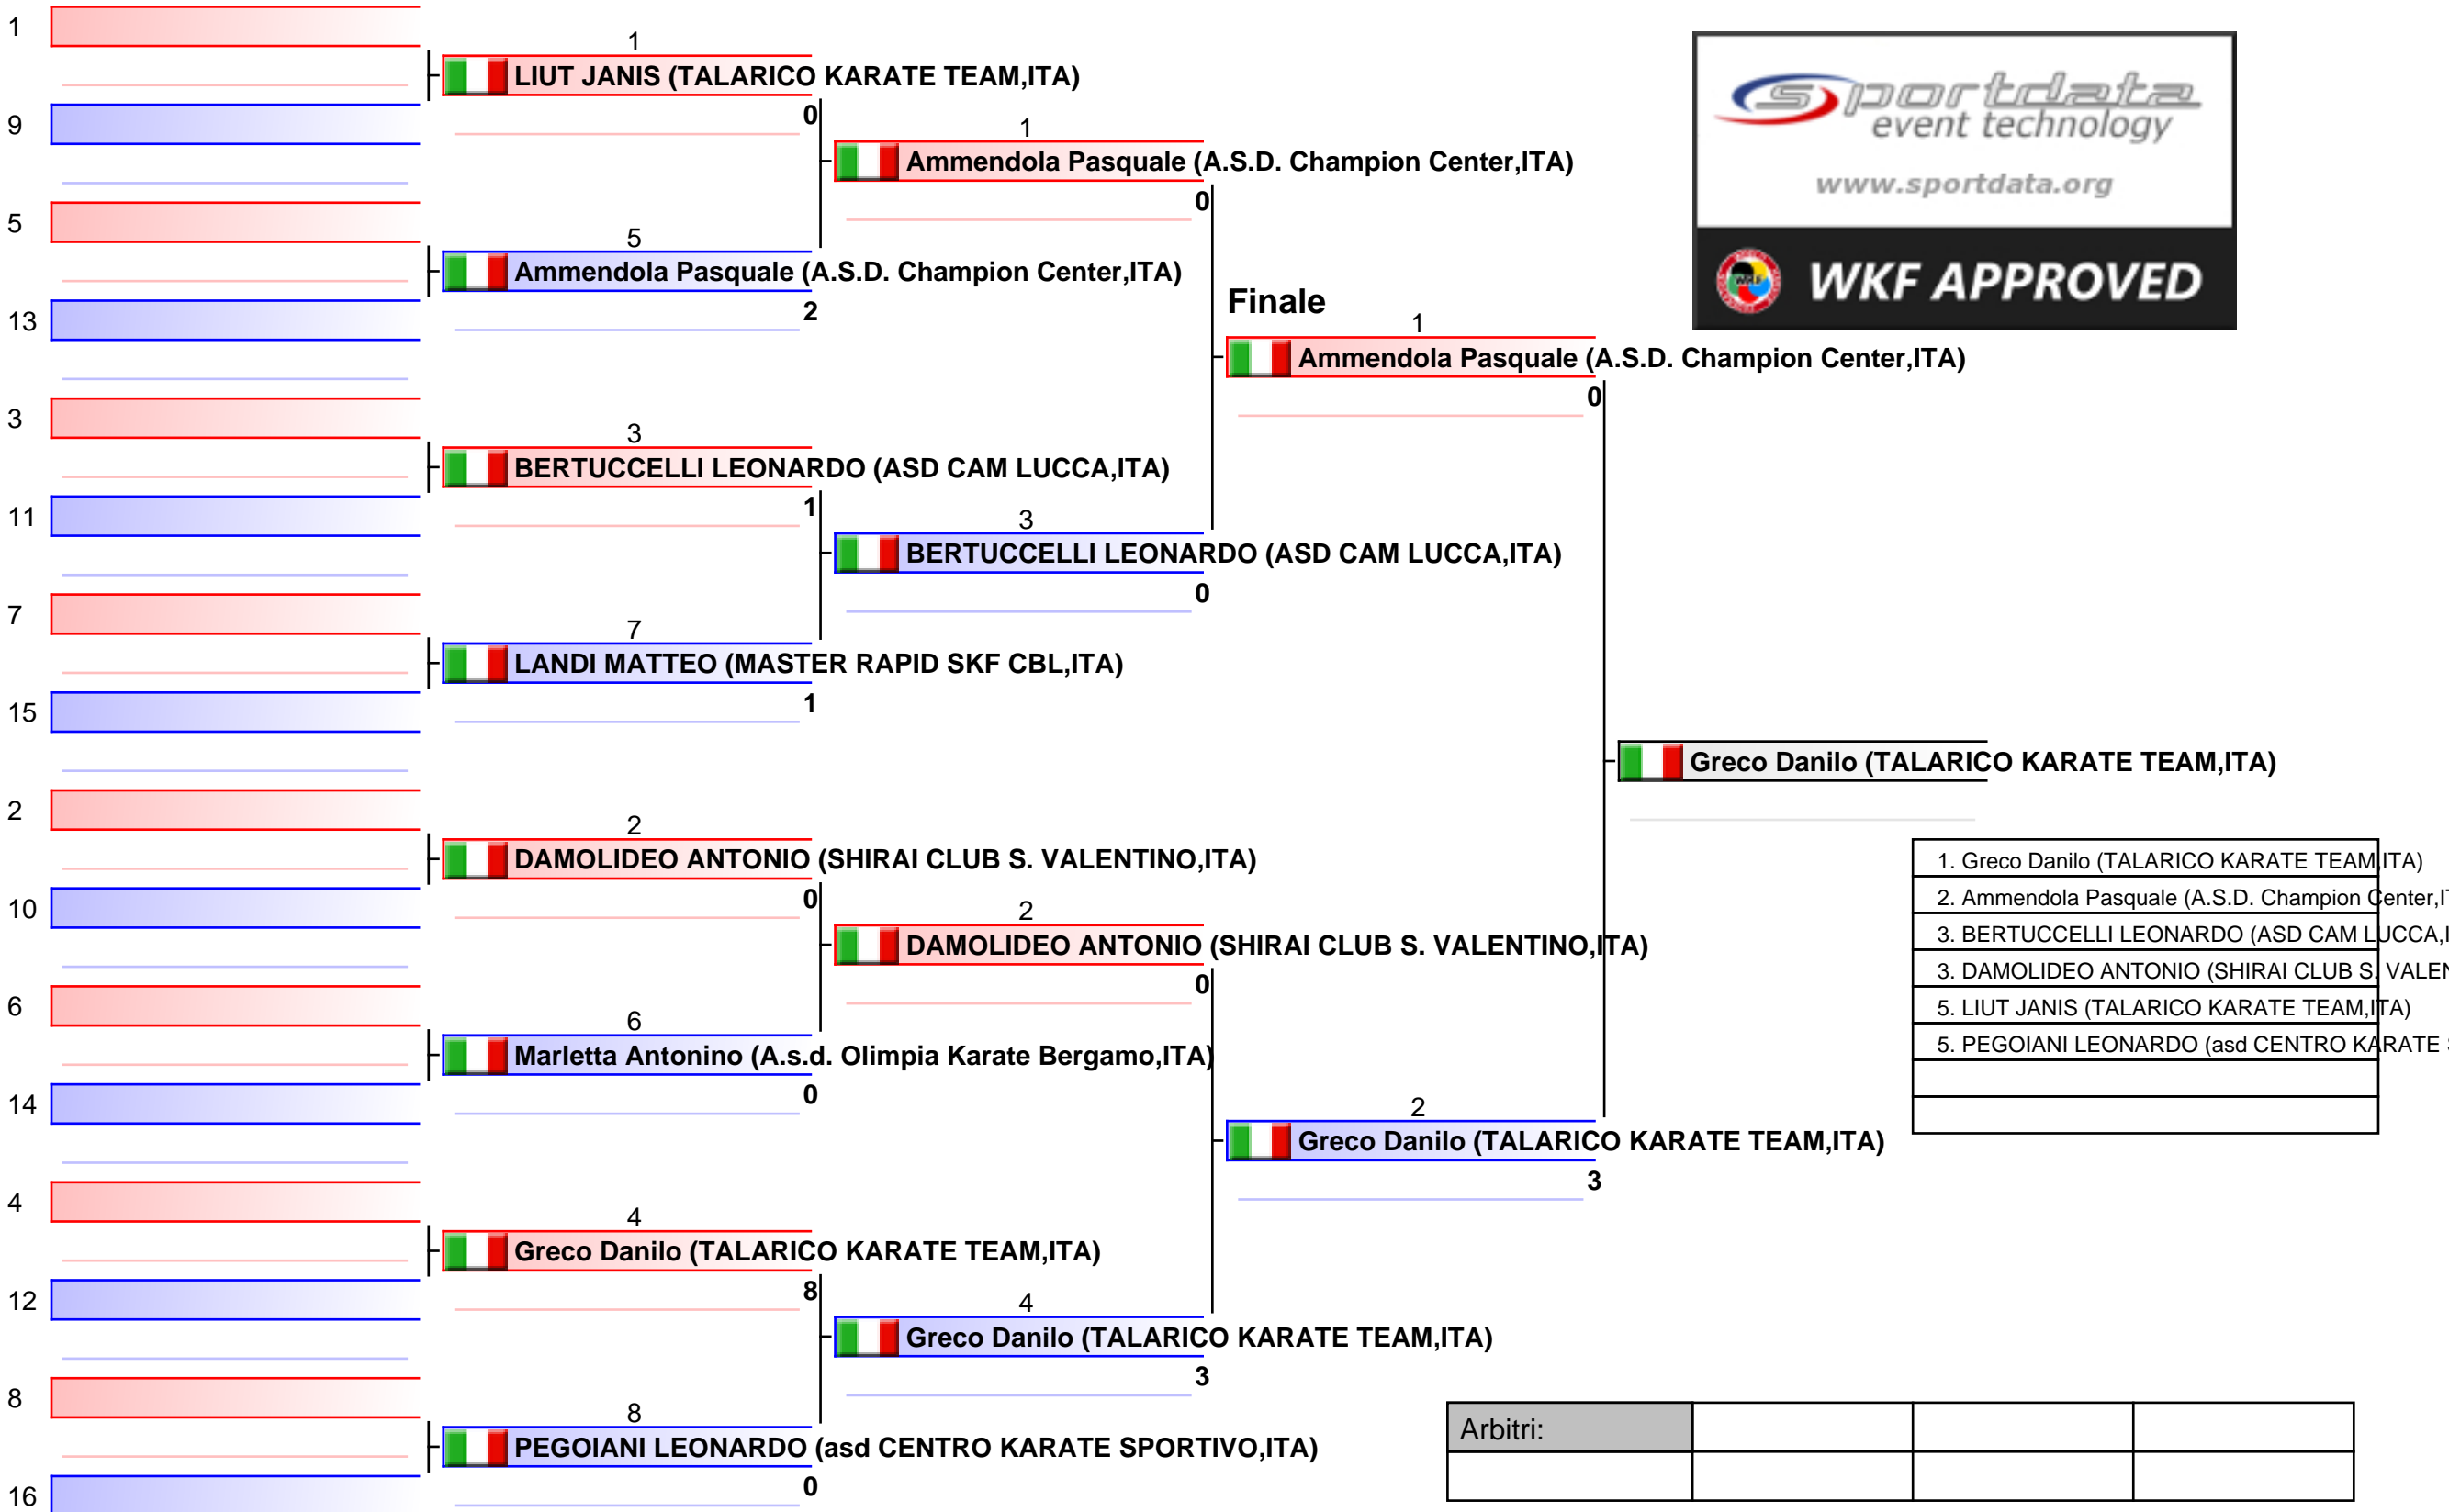 1
9
5
13
3
11
7
15
2
10
6
14
4
12
8
16
1
LIUT JANIS (TALARICO KARATE TEAM,ITA)
0
5
Ammendola Pasquale (A.S.D. Champion Center,ITA)
2
3
BERTUCCELLI LEONARDO (ASD CAM LUCCA,ITA)
1
7
LANDI MATTEO (MASTER RAPID SKF CBL,ITA)
1
2
DAMOLIDEO ANTONIO (SHIRAI CLUB S. VALENTINO,ITA)
0
6
Marletta Antonino (A.s.d. Olimpia Karate Bergamo,ITA)
0
4
Greco Danilo (TALARICO KARATE TEAM,ITA)
8
8
PEGOIANI LEONARDO (asd CENTRO KARATE SPORTIVO,ITA)
0
1
Ammendola Pasquale (A.S.D. Champion Center,ITA)
0
3
BERTUCCELLI LEONARDO (ASD CAM LUCCA,ITA)
0
2
DAMOLIDEO ANTONIO (SHIRAI CLUB S. VALENTINO,ITA)
0
4
Greco Danilo (TALARICO KARATE TEAM,ITA)
3
Finale
1
Ammendola Pasquale (A.S.D. Champion Center,ITA)
0
2
Greco Danilo (TALARICO KARATE TEAM,ITA)
3
Greco Danilo (TALARICO KARATE TEAM,ITA)
sportdata
event technology
www.sportdata.org
WKF APPROVED
1. Greco Danilo (TALARICO KARATE TEAM,ITA)
2. Ammendola Pasquale (A.S.D. Champion Center,I
3. BERTUCCELLI LEONARDO (ASD CAM LUCCA,
3. DAMOLIDEO ANTONIO (SHIRAI CLUB S. VALE
5. LIUT JANIS (TALARICO KARATE TEAM,ITA)
5. PEGOIANI LEONARDO (asd CENTRO KARATE
Arbitri: